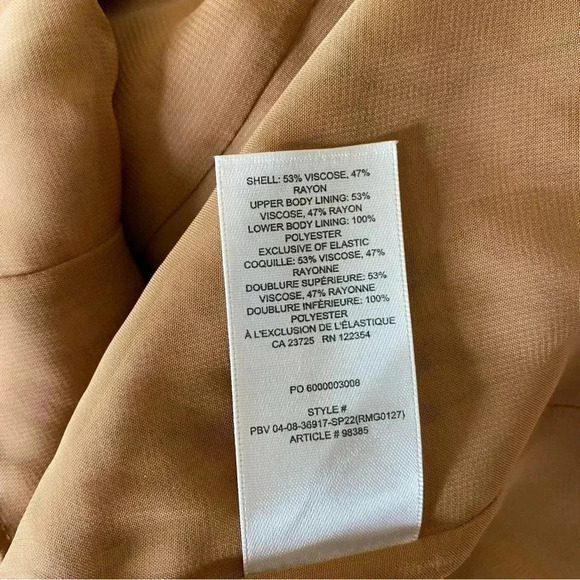 SHELL: 53% VISCOSE, 47%
RAYON
UPPER BODY LINING: 53%
VISCOSE, 47% RAYON
LOWER BODY LINING: 100%
POLYESTER
EXCLUSIVE OF ELASTIC
COQUILLE: 53% VISCOSE, 47%
RAYONNE
DOUBLURE SUPÉRIEURE: 53%
VISCOSE, 47% RAYONNE
DOUBLURE INFÉRIEURE: 100%
POLYESTER
À L'EXCLUSION DE L'ÉLASTIQUE
CA 23725 RN 122354
PO 6000003008
STYLE #
PBV 04-08-36917-SP22(RMG0127)
ARTICLE # 98385